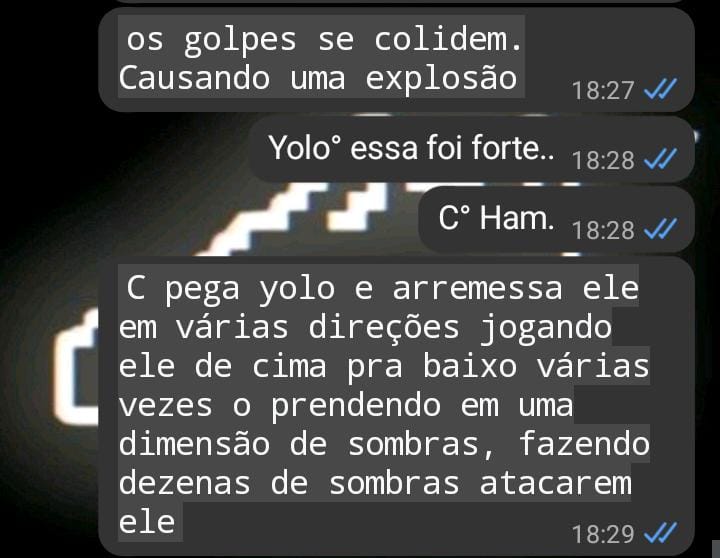 os golpes se colidem.
Causando uma explosão
18:27
Yolo° essa foi forte..
18:28
C° Ham.
18:28
C pega yolo e arremessa ele
em várias direções jogando
ele de cima pra baixo várias
vezes o prendendo em uma
dimensão de sombras, fazendo
dezenas de sombras atacarem
ele
18:29